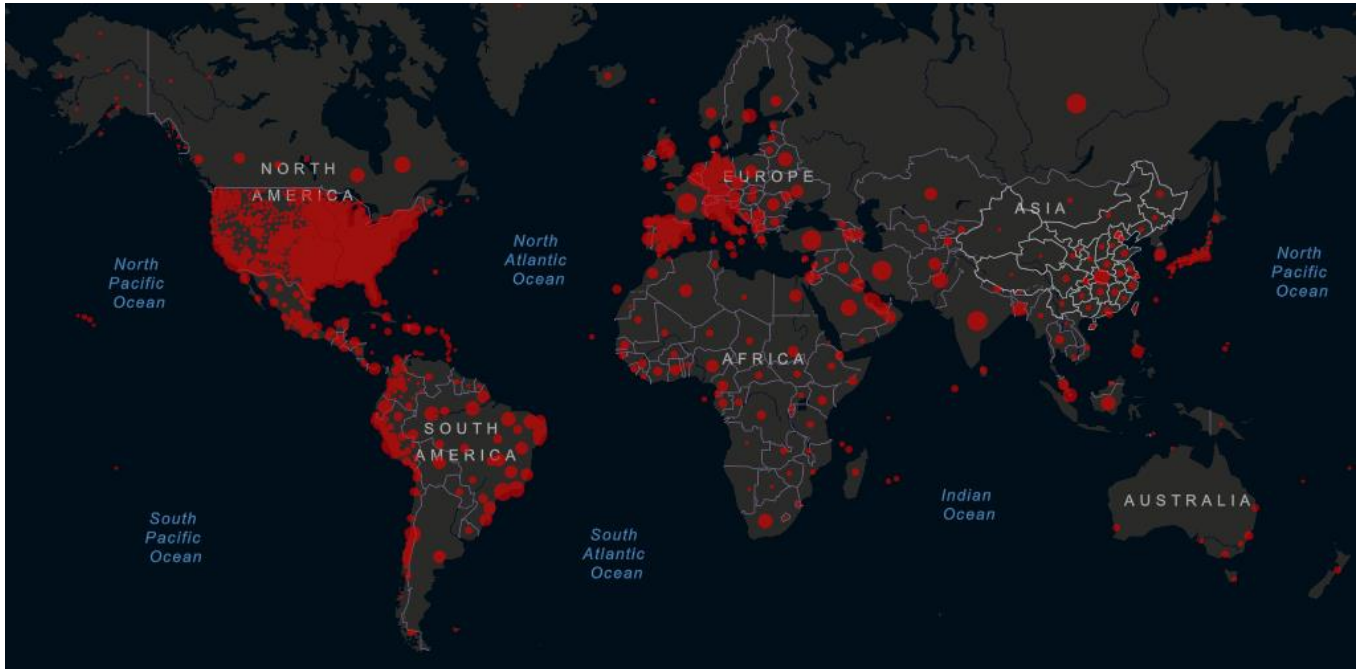 NORTH
AMERICA
EUROPE
ASIA
North
Atlantic
Ocean
North
Pacific
Ocean
North
Pacific
Ocean
AFRICA
SOUTH
AMERICA
Indian
Ocean
AUSTRALIA
South
Pacific
Ocean
South
Atlantic
Ocean